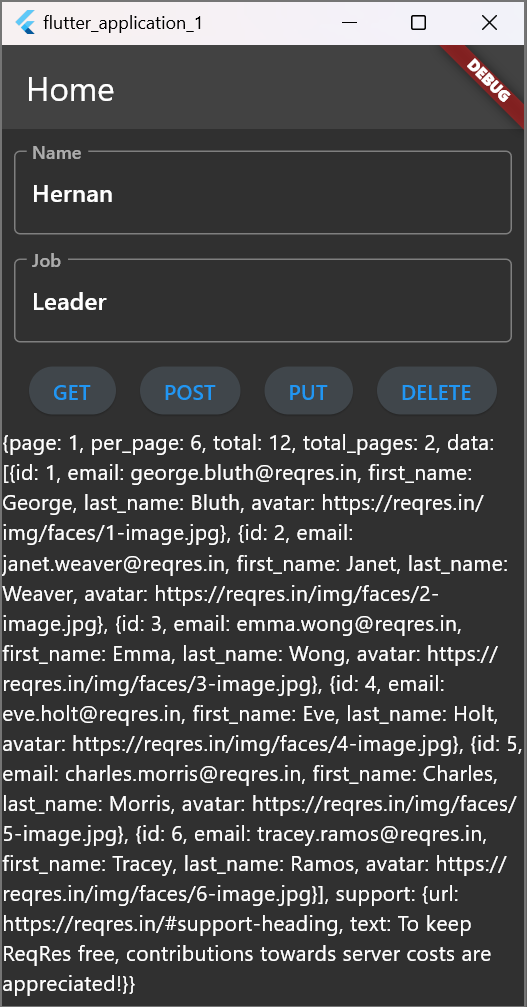 flutter_application_1
Home
DEBUG
Name
Hernan
Job
Leader
GET POST PUT DELETE
{page: 1, per_page: 6, total: 12, total_pages: 2, data:
[{id: 1, email: george.bluth@reqres.in, first_name:
George, last_name: Bluth, avatar: https://reqres.in/
img/faces/1-image.jpg}, {id: 2, email:
janet.weaver@reqres.in, first_name: Janet, last_name:
Weaver, avatar: https://reqres.in/img/faces/2-
image.jpg}, {id: 3, email: emma.wong@reqres.in,
first_name: Emma, last_name: Wong, avatar: https://
reqres.in/img/faces/3-image.jpg}, {id: 4, email:
eve.holt@reqres.in, first_name: Eve, last_name: Holt,
avatar: https://reqres.in/img/faces/4-image.jpg}, {id: 5,
email: charles.morris@reqres.in, first_name: Charles,
last_name: Morris, avatar: https://reqres.in/img/faces/
5-image.jpg}, {id: 6, email: tracey.ramos@reqres.in,
first_name: Tracey, last_name: Ramos, avatar: https://
reqres.in/img/faces/6-image.jpg}], support: {url:
https://reqres.in/#support-heading, text: To keep
ReqRes free, contributions towards server costs are
appreciated!}}